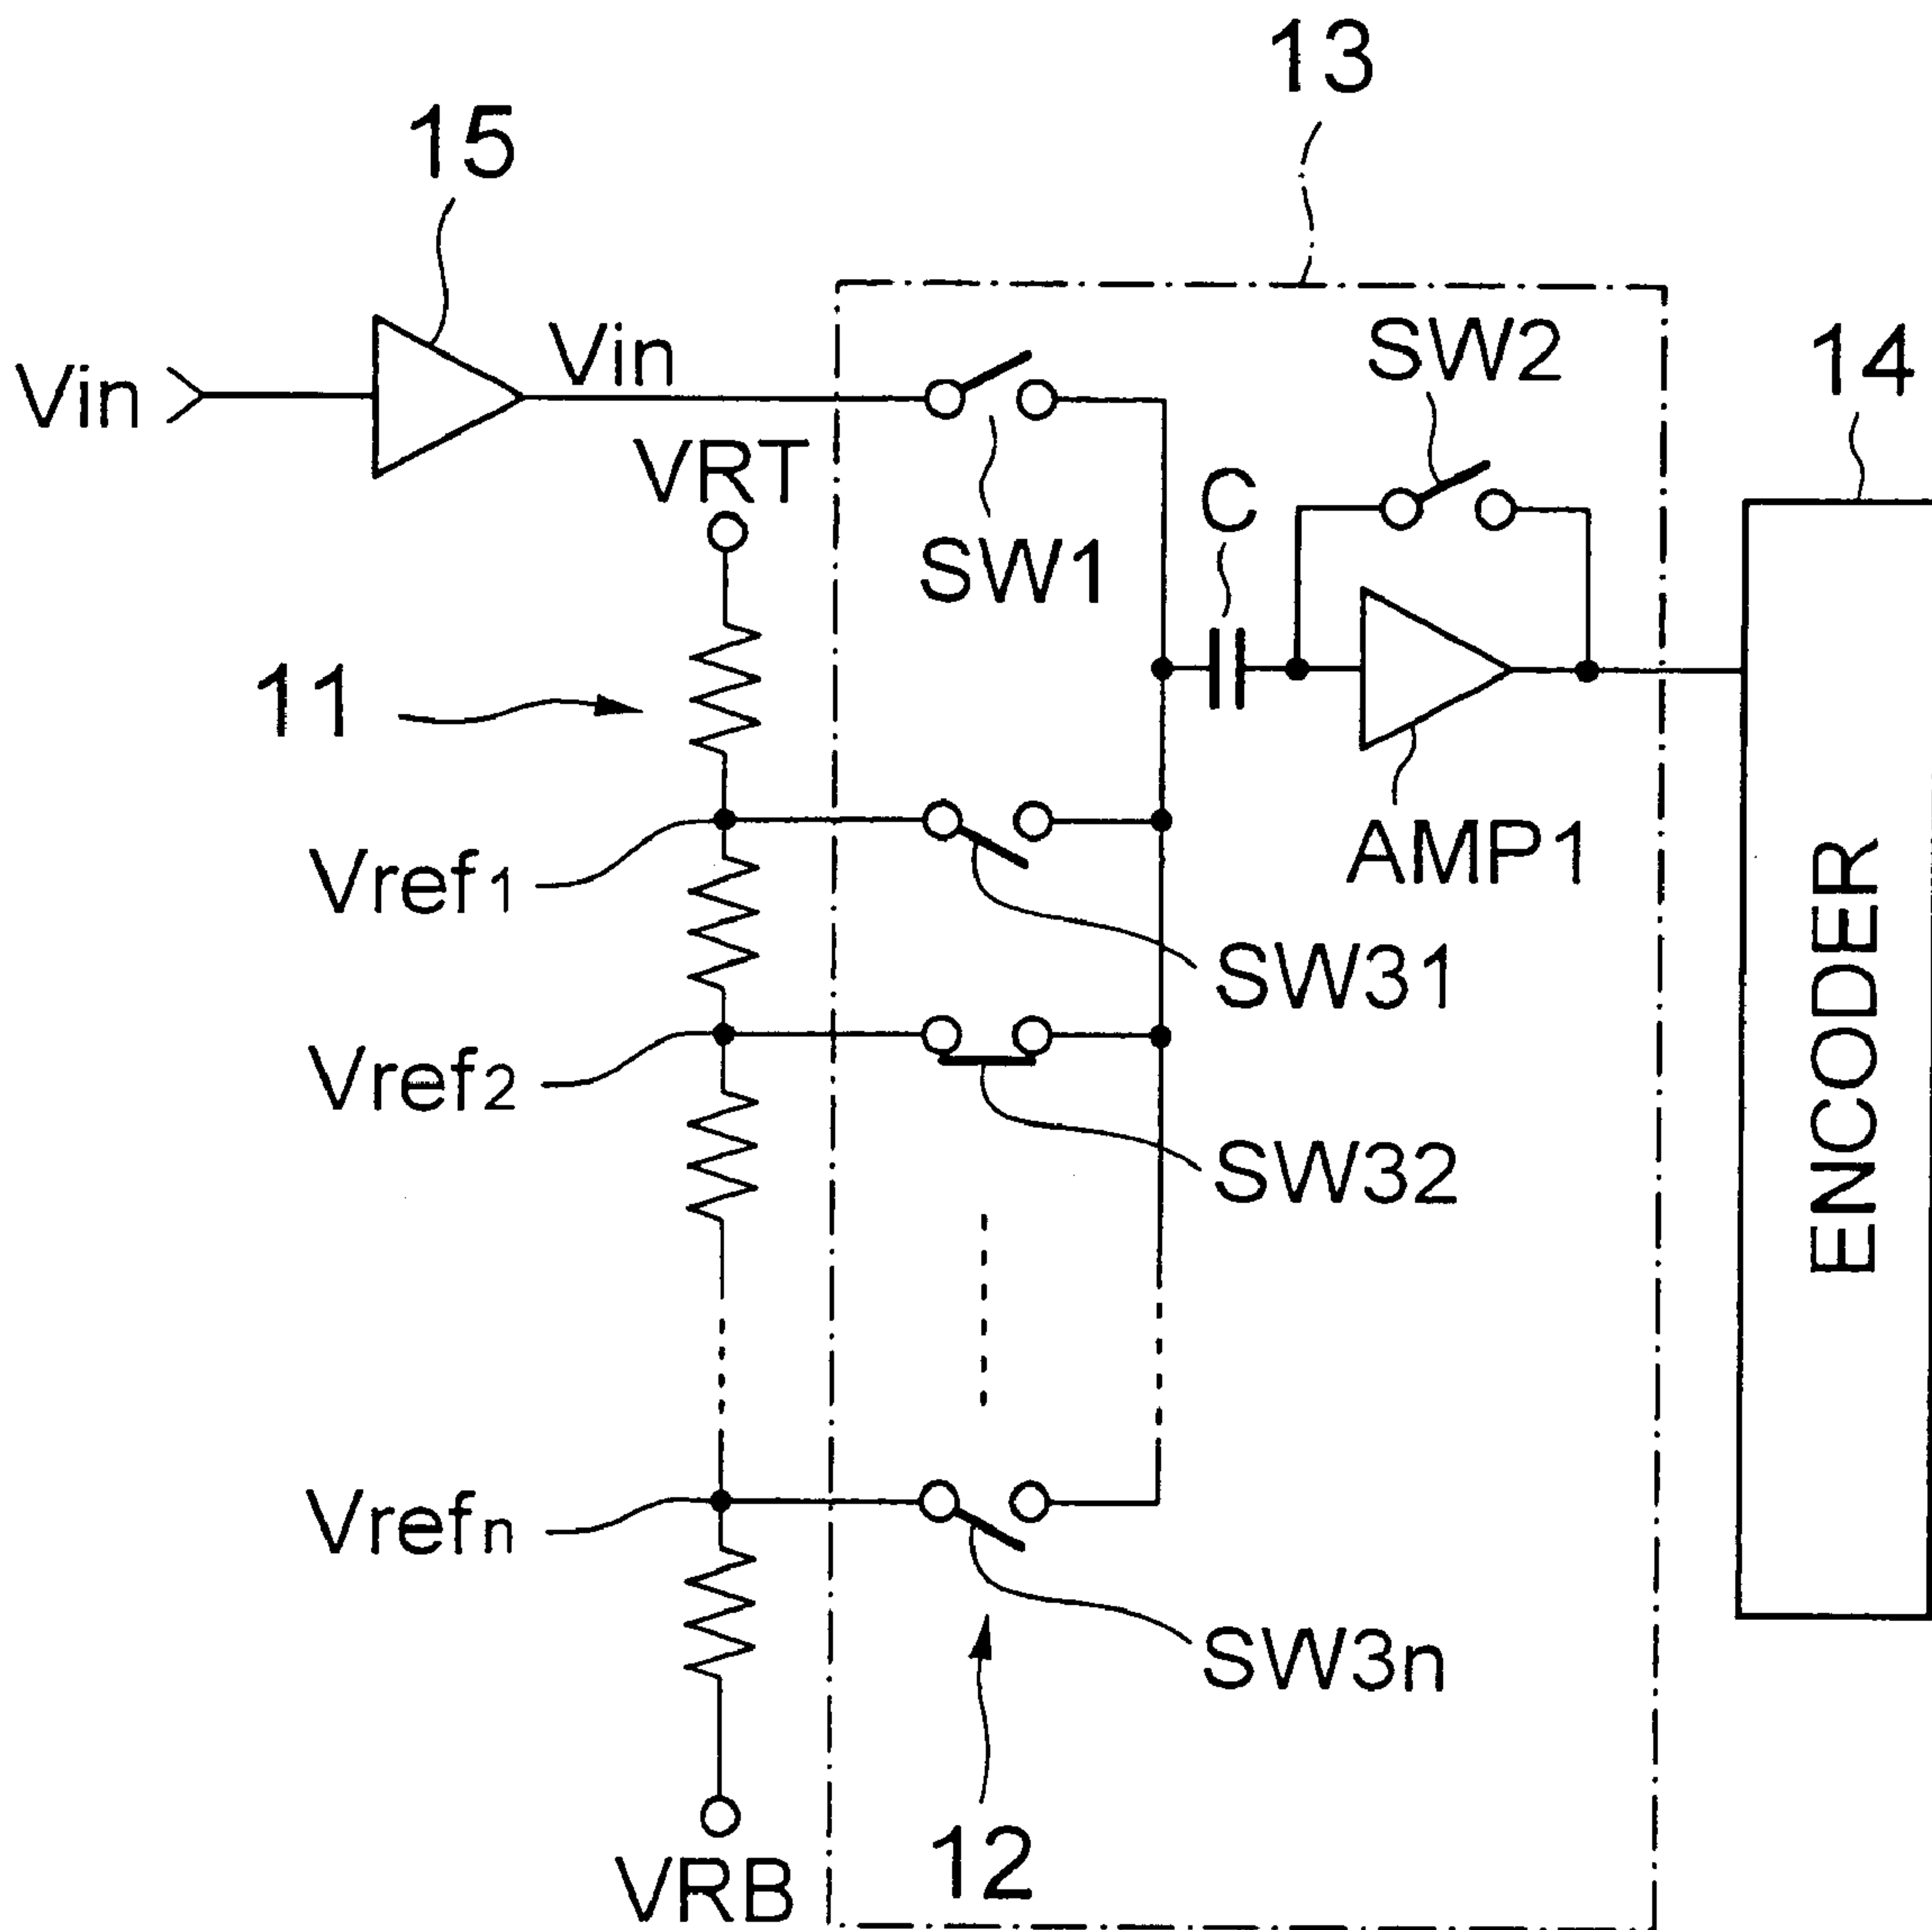 13
15
Vin
Vin
SW2
14
VRT
C
SW1
11
AMP1
Vref1
SW31
ENCODER
Vref2
SW32
Vrefn
SW3n
12
VRB